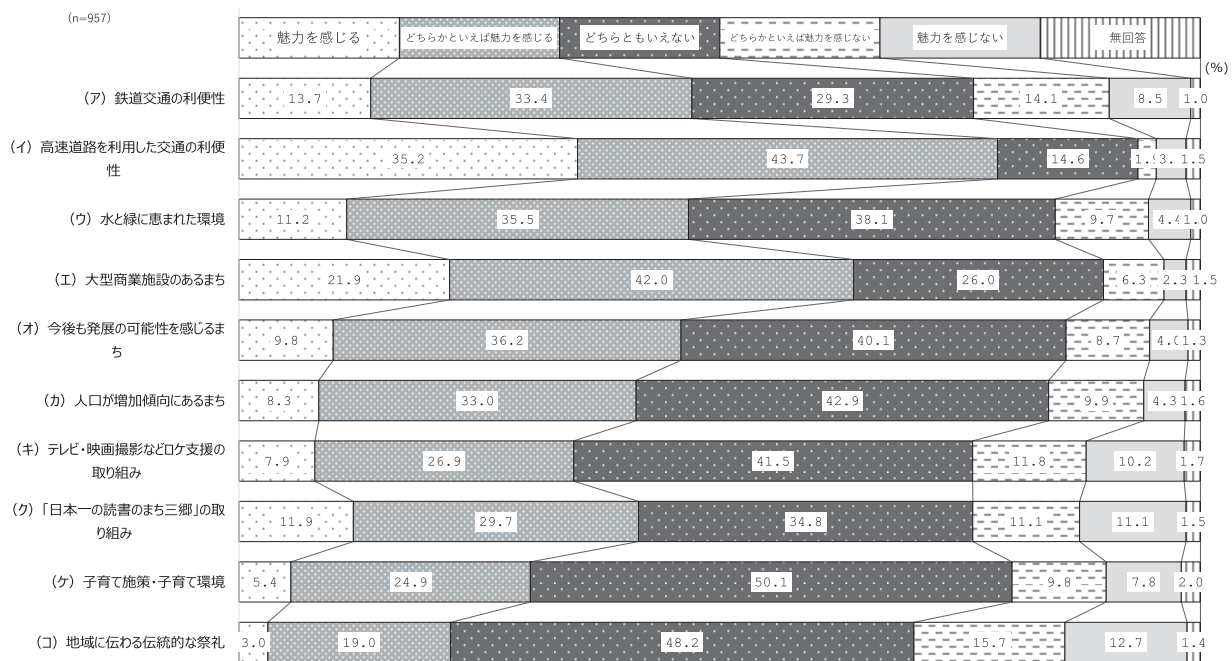 (n=957)
魅力を感じる どちらかといえば魅力を感じる どちらともいえない どちらかといえば魅力を感じない 魅力を感じない 無回答
(%)
(ア) 鉄道交通の利便性 13.7 33.4 29.3 14.1 8.5 1.0
(イ) 高速道路を利用した交通の利便
性
35.2 43.7 14.6 1.9 3. 1.5
(ウ) 水と緑に恵まれた環境 11.2 35.5 38.1 9.7 4.4 1.0
(エ) 大型商業施設のあるまち 21.9 42.0 26.0 6.3 2.3 1.5
(オ) 今後も発展の可能性を感じるま
ち
9.8 36.2 40.1 8.7 4.0 1.3
(カ) 人口が増加傾向にあるまち 8.3 33.0 42.9 9.9 4.3 1.6
(キ) テレビ・映画撮影などロケ支援の
取り組み
7.9 26.9 41.5 11.8 10.2 1.7
(ク) 「日本一の読書のまち三郷」の取
り組み
11.9 29.7 34.8 11.1 11.1 1.5
(ケ) 子育て施策・子育て環境 5.4 24.9 50.1 9.8 7.8 2.0
(コ) 地域に伝わる伝統的な祭礼 3.0 19.0 48.2 15.7 12.7 1.4